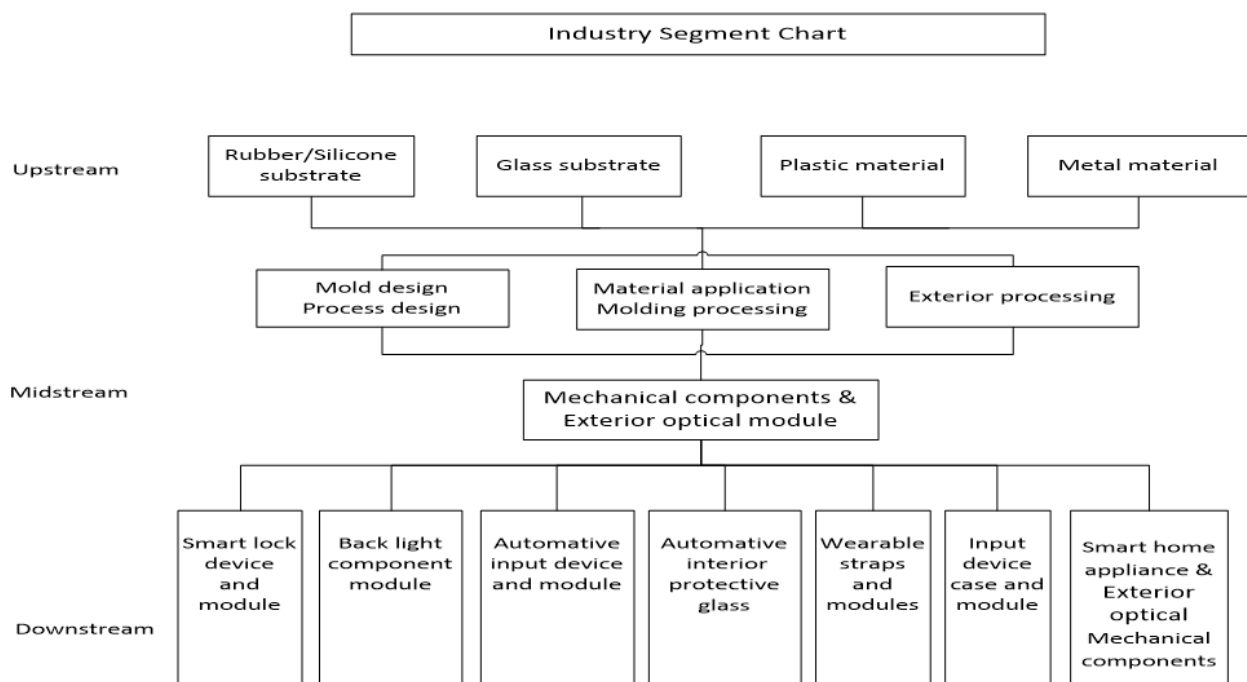 Industry Segment Chart
Upstream
Rubber/Silicone
substrate
Glass substrate
Plastic material
Metal material
Mold design
Process design
Material application
Molding processing
Exterior processing
Midstream
Mechanical components &
Exterior optical module
Downstream
Smart lock
device
and
module
Back light
component
module
Automative
input device
and module
Automative
interior
protective
glass
Wearable
straps
and
modules
Input
device
case and
module
Smart home
appliance &
Exterior
optical
Mechanical
components